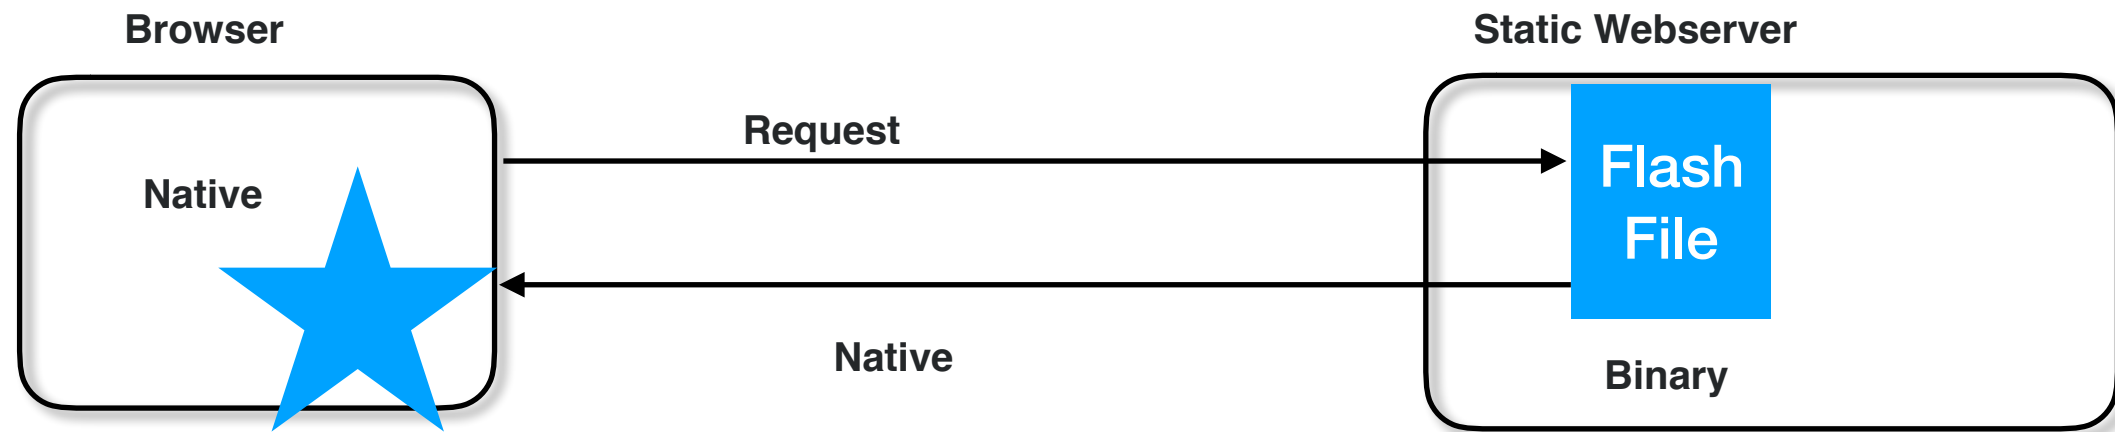 Browser
Static Webserver
Request
Native
Flash
File
Native
Binary